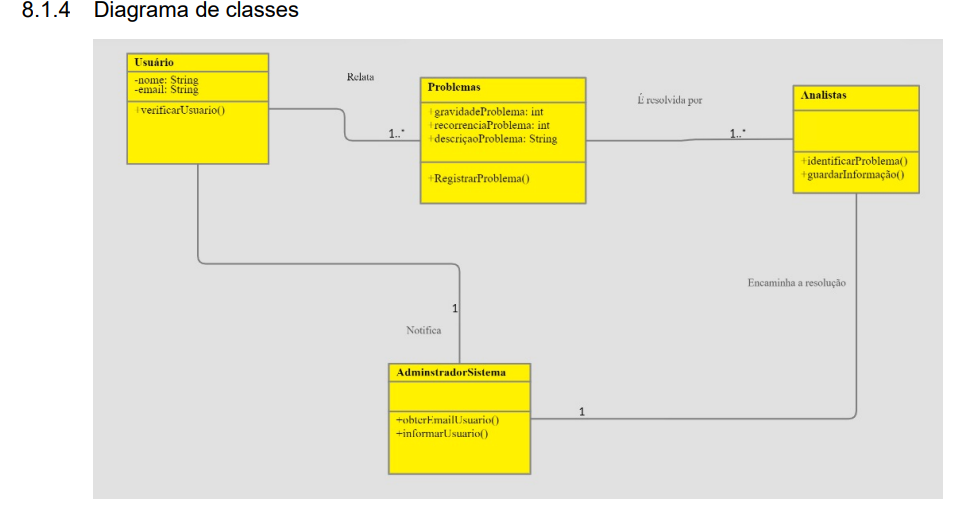 8.1.4 Diagrama de classes
Usuário
-nome: String
-email: String
+verificarUsuario()
Relata
1..*
Problemas
+gravidadeProblema: int
+recorrenciaProblema: int
+descriçaoProblema: String
+RegistrarProblema()
É resolvida por
1..*
Analistas
+identificarProblema()
+guardarInformação()
Encaminha a resolução
1
Notifica
AdminstradorSistema
+obterEmailUsuario()
+informarUsuario()
1